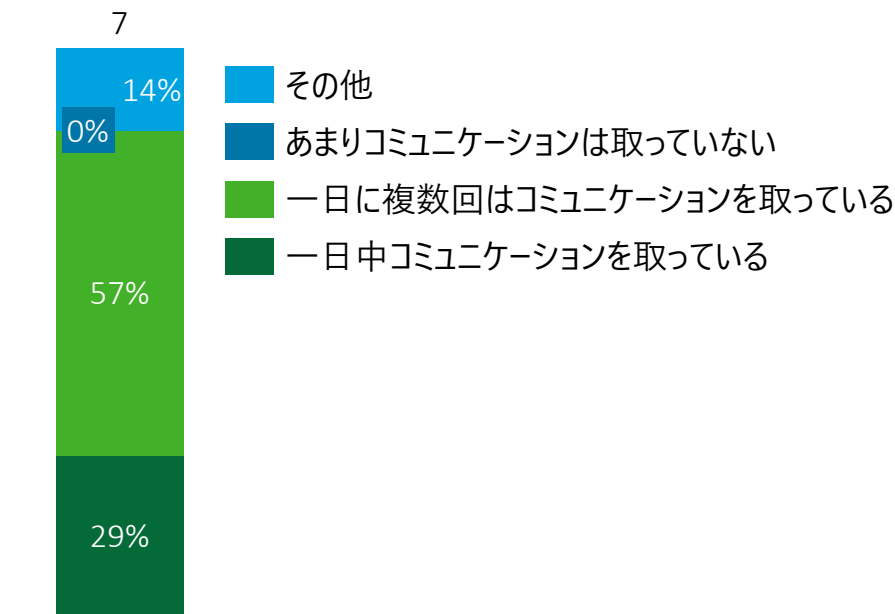 7
14%
0%
57%
29%
その他
あまりコミュニケーションは取っていない
一日に複数回はコミュニケーションを取っている
一日中コミュニケーションを取っている